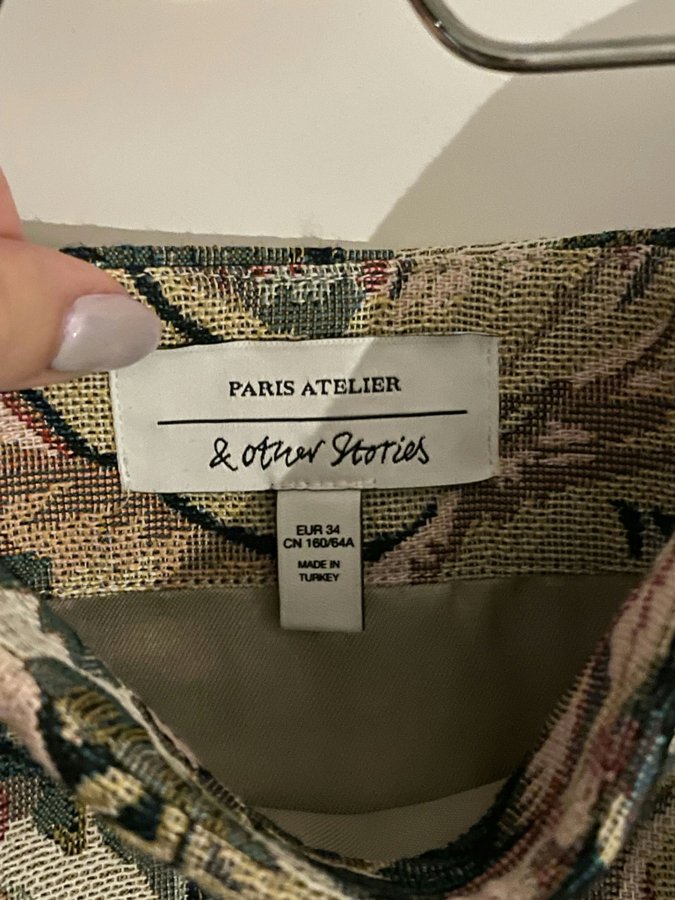 PARIS ATELIER
& other Stories
EUR 34
CN 160/64A
MADE IN
TURKEY